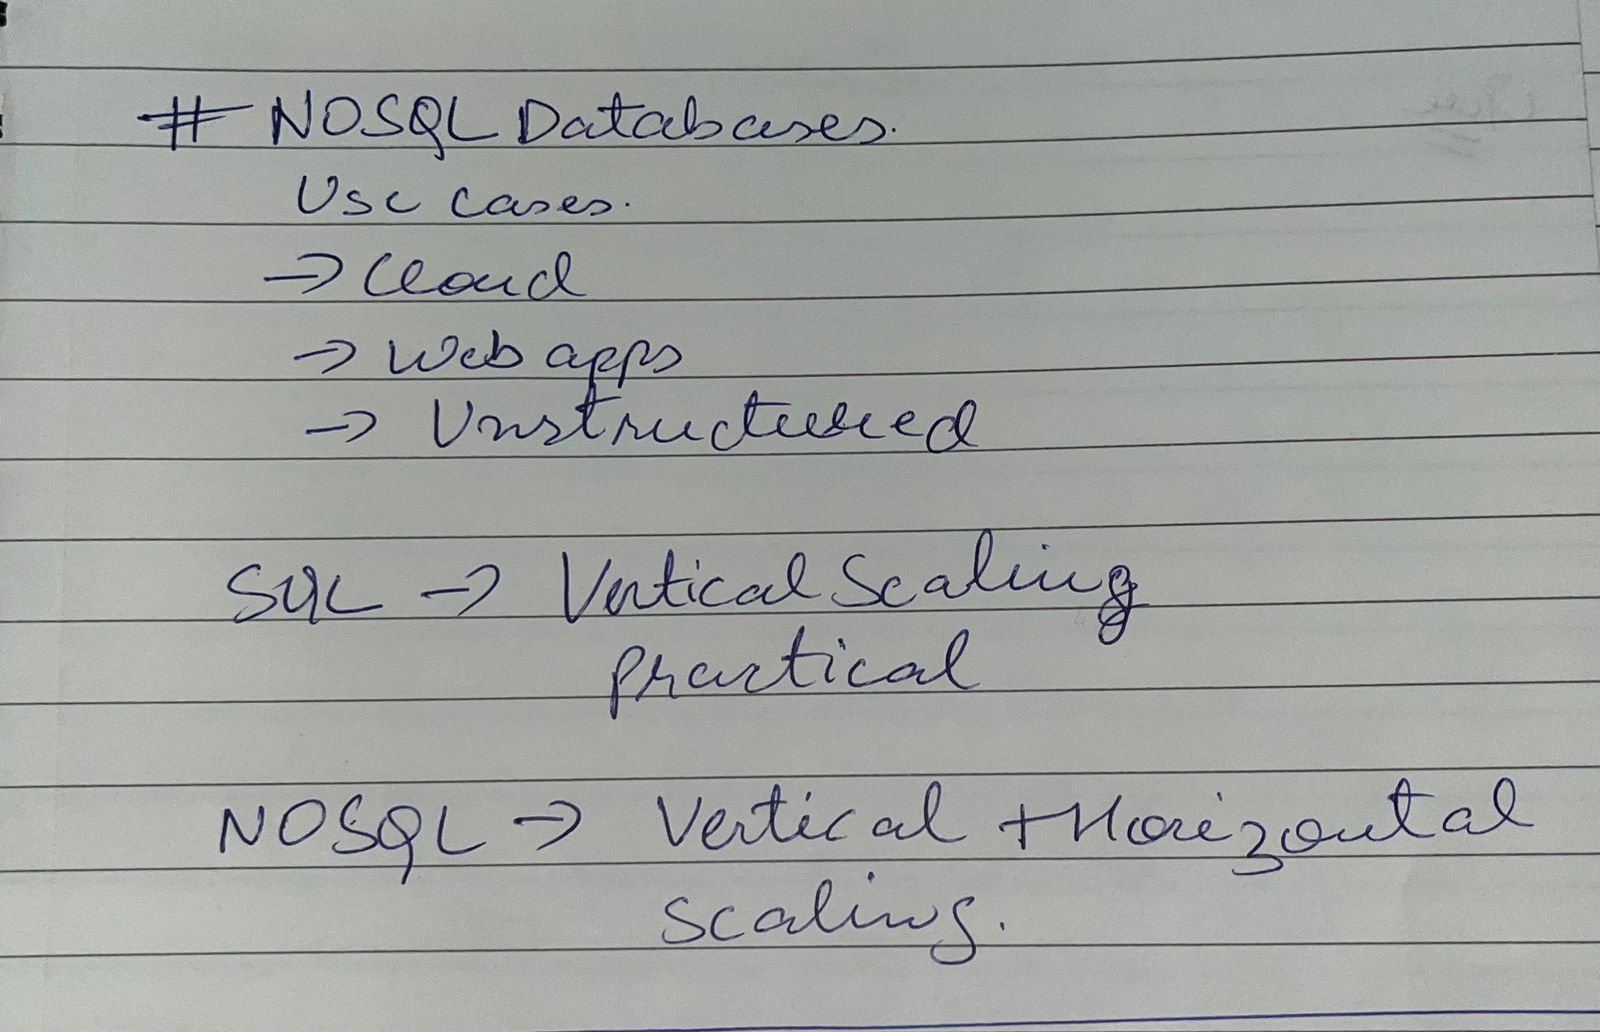 # NOSQL Databases.
Use cases.
→ Cloud
→ Web apps
→ Unstructured
SQL → Vertical Scaling
practical
NOSQL → Vertical + Horizontal
scaling.